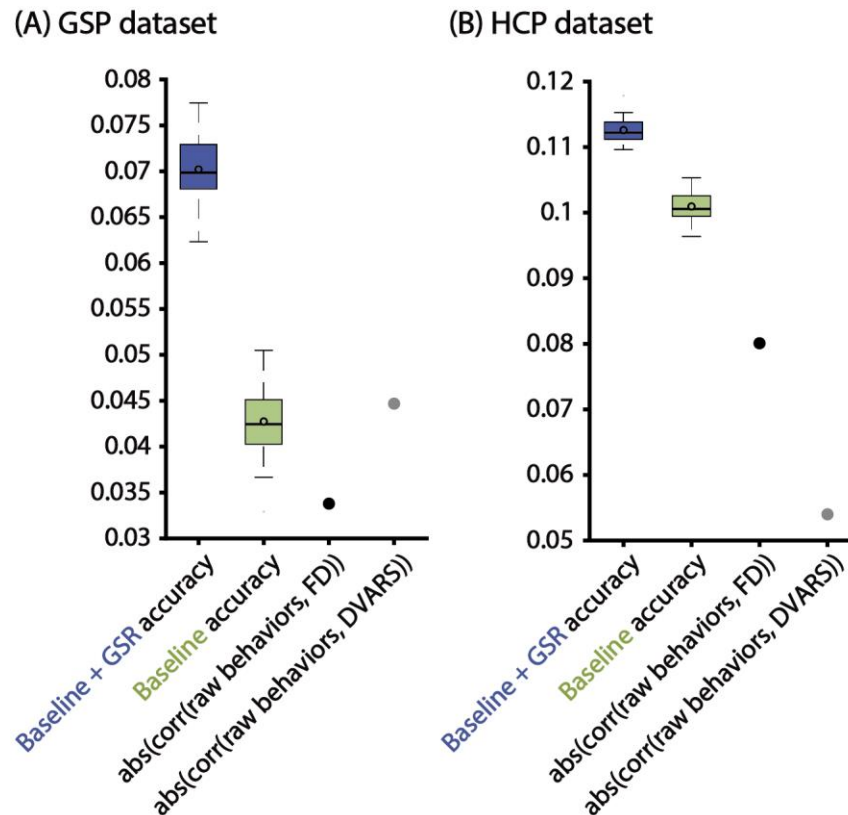 (A) GSP dataset
0.08
0.075
0.07
0.065
0.06
0.055
0.05
0.045
0.04
0.035
0.03
Baseline + GSR accuracy
Baseline accuracy
abs(corr(raw behaviors, FD))
abs(corr(raw behaviors, DVARS))
(B) HCP dataset
0.12
0.11
0.1
0.09
0.08
0.07
0.06
0.05
Baseline + GSR accuracy
Baseline accuracy
abs(corr(raw behaviors, FD))
abs(corr(raw behaviors, DVARS))